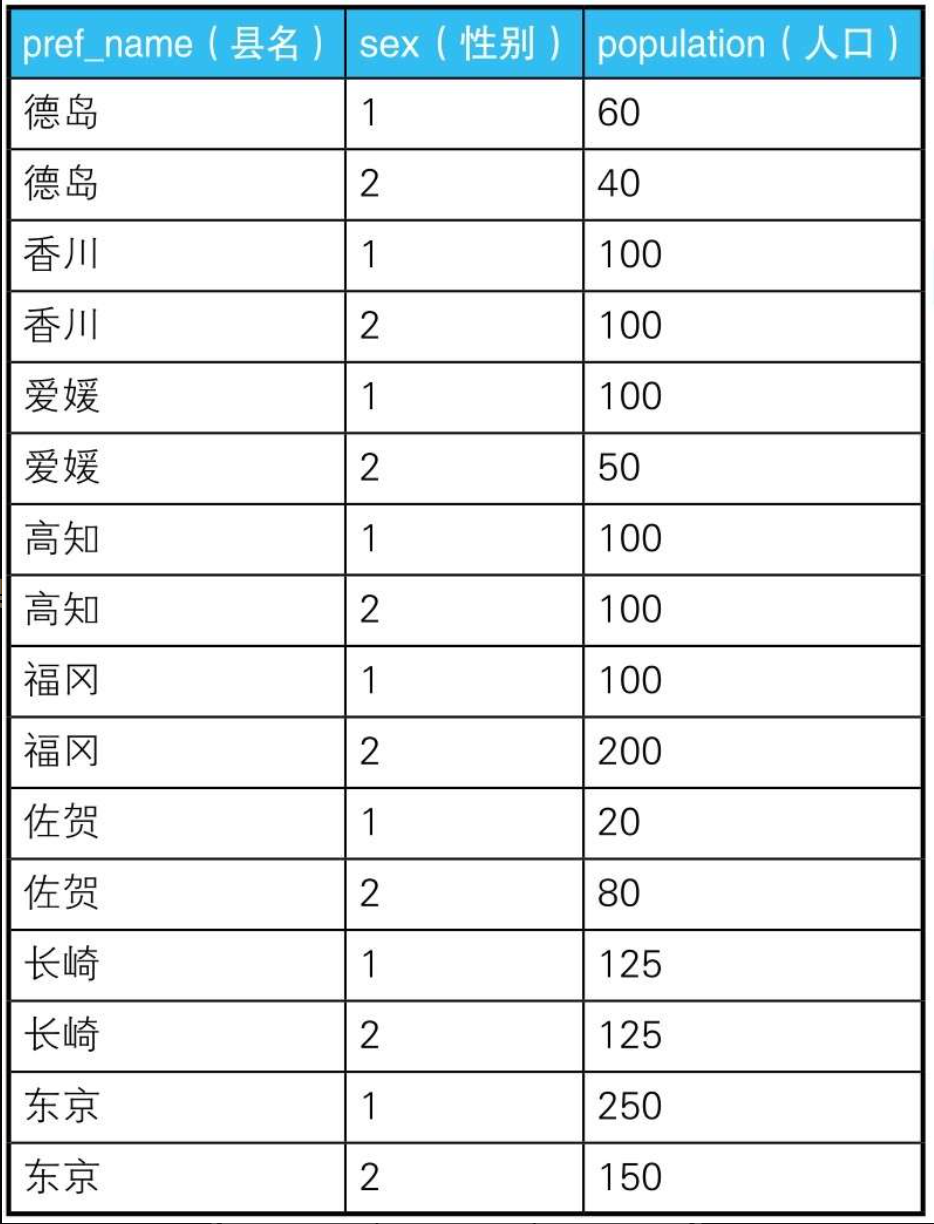 pref_name（县名） sex（性别） population（人口）
德岛 1 60
德岛 2 40
香川 1 100
香川 2 100
爱媛 1 100
爱媛 2 50
高知 1 100
高知 2 100
福冈 1 100
福冈 2 200
佐贺 1 20
佐贺 2 80
长崎 1 125
长崎 2 125
东京 1 250
东京 2 150